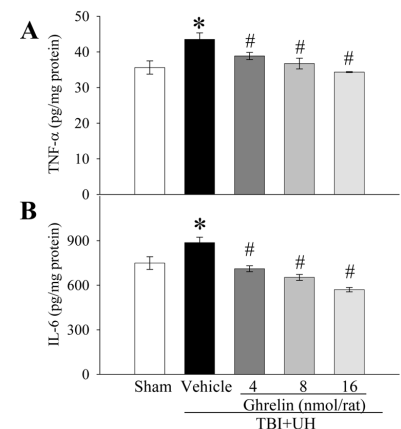 A
TNF-α (pg/mg protein)
50
40
30
20
10
0
* # # #
B
IL-6 (pg/mg protein)
900
600
300
0
* # # #
Sham Vehicle 4 8 16
Ghrelin (nmol/rat)
TBI+UH